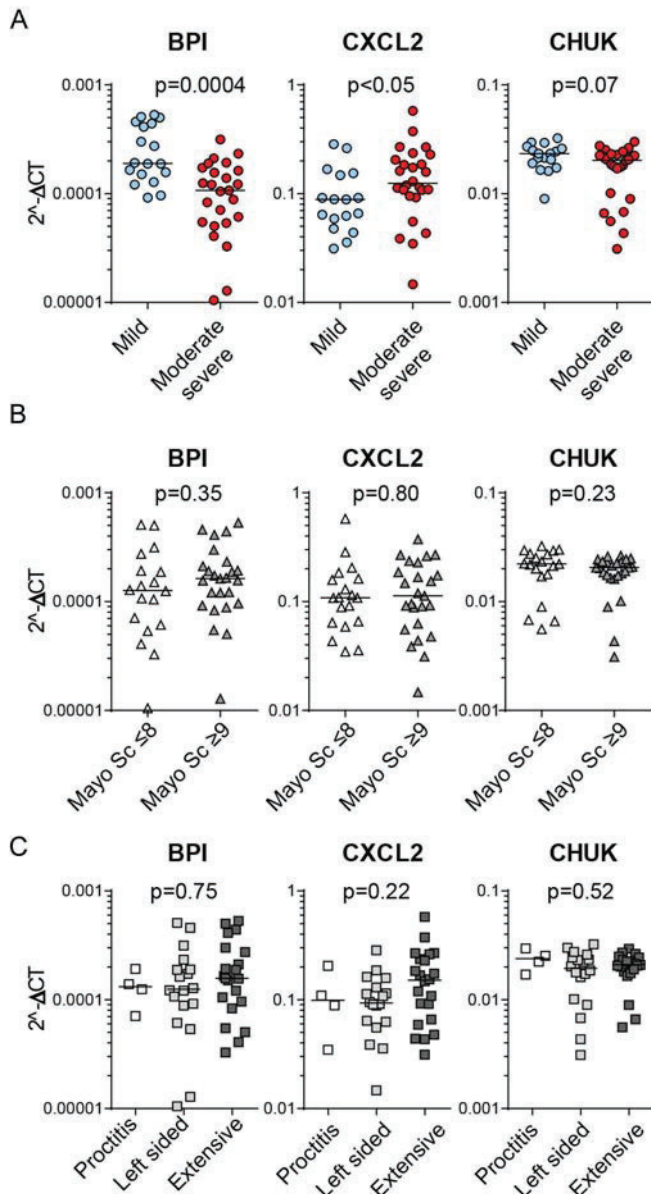 A
BPI CXCL2 CHUK
p=0.0004 p<0.05 p=0.07
0.001 1 0.01
2^-ΔCT
0.0001 0.1 0.01
0.00001 0.01 0.001
Mild Moderate severe Mild Moderate severe Mild Moderate severe
B
BPI CXCL2 CHUK
p=0.35 p=0.80 p=0.23
0.001 1 0.1
2^-ΔCT
0.0001 0.1 0.01
0.00001 0.01 0.001
Mayo Sc ≤8 Mayo Sc ≥9 Mayo Sc ≤8 Mayo Sc ≥9 Mayo Sc ≤8 Mayo Sc ≥9
C
BPI CXCL2 CHUK
p=0.75 p=0.22 p=0.52
0.001 1 0.1
2^-ΔCT
0.0001 0.1 0.01
0.00001 0.01 0.001
Proctitis Left sided Extensive Proctitis Left sided Extensive Proctitis Left sided Extensive